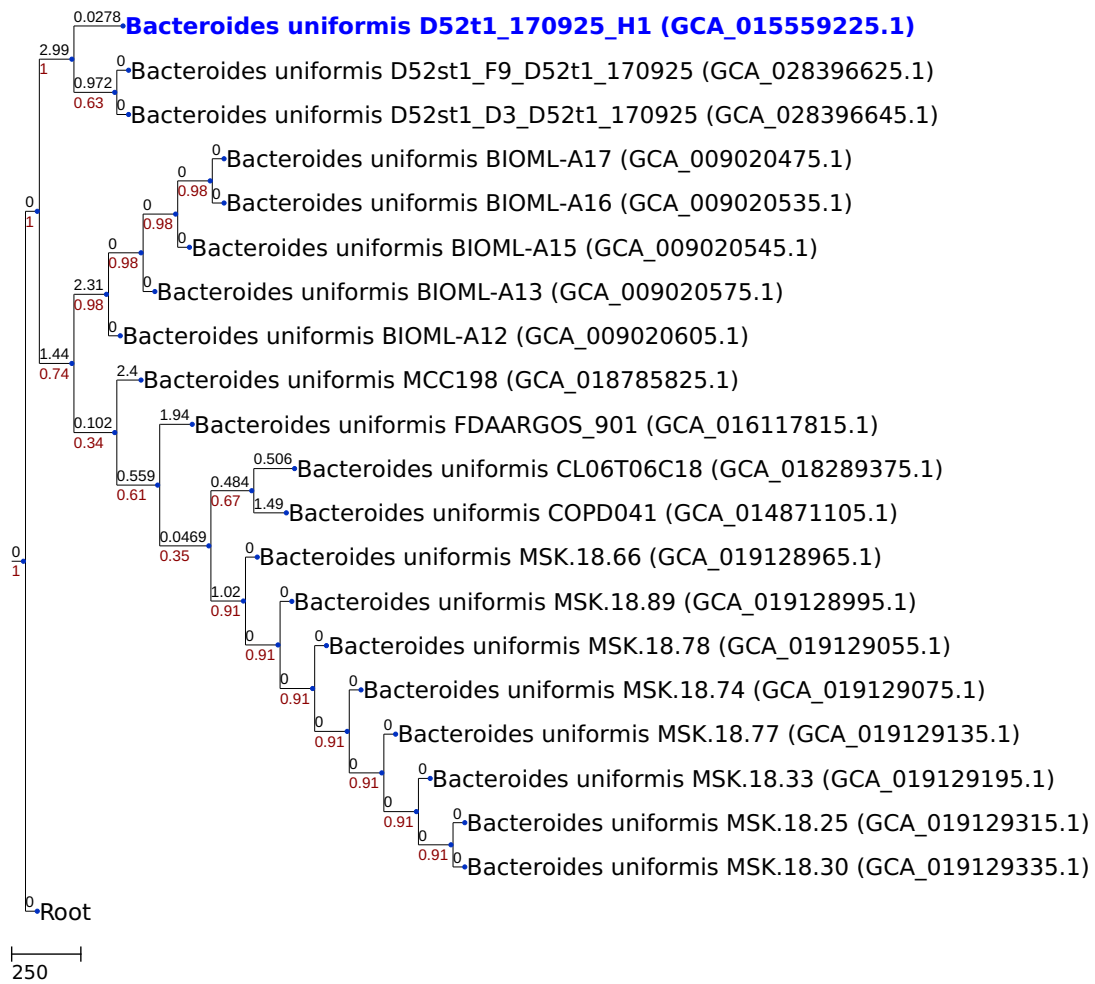 0.0278
Bacteroides uniformis D52t1_170925_H1 (GCA_015559225.1)
2.99
1
0
Bacteroides uniformis D52st1_F9_D52t1_170925 (GCA_028396625.1)
0.972
0.63
0
Bacteroides uniformis D52st1_D3_D52t1_170925 (GCA_028396645.1)
0
Bacteroides uniformis BIOML-A17 (GCA_009020475.1)
0
0.98
0
Bacteroides uniformis BIOML-A16 (GCA_009020535.1)
0
1
0
0.98
0
Bacteroides uniformis BIOML-A15 (GCA_009020545.1)
0
0.98
0
Bacteroides uniformis BIOML-A13 (GCA_009020575.1)
2.31
0.98
0
Bacteroides uniformis BIOML-A12 (GCA_009020605.1)
1.44
0.74
2.4
Bacteroides uniformis MCC198 (GCA_018785825.1)
0.102
0.34
1.94
Bacteroides uniformis FDAARGOS_901 (GCA_016117815.1)
0.559
0.61
0.506
Bacteroides uniformis CL06T06C18 (GCA_018289375.1)
0.484
0.67
1.49
Bacteroides uniformis COPD041 (GCA_014871105.1)
0.0469
0.35
0
1
0
Bacteroides uniformis MSK.18.66 (GCA_019128965.1)
1.02
0.91
0
Bacteroides uniformis MSK.18.89 (GCA_019128995.1)
0
0.91
0
Bacteroides uniformis MSK.18.78 (GCA_019129055.1)
0
0.91
0
Bacteroides uniformis MSK.18.74 (GCA_019129075.1)
0
0.91
0
Bacteroides uniformis MSK.18.77 (GCA_019129135.1)
0
0.91
0
Bacteroides uniformis MSK.18.33 (GCA_019129195.1)
0
0.91
0
Bacteroides uniformis MSK.18.25 (GCA_019129315.1)
0
0.91
0
Bacteroides uniformis MSK.18.30 (GCA_019129335.1)
0
Root
250